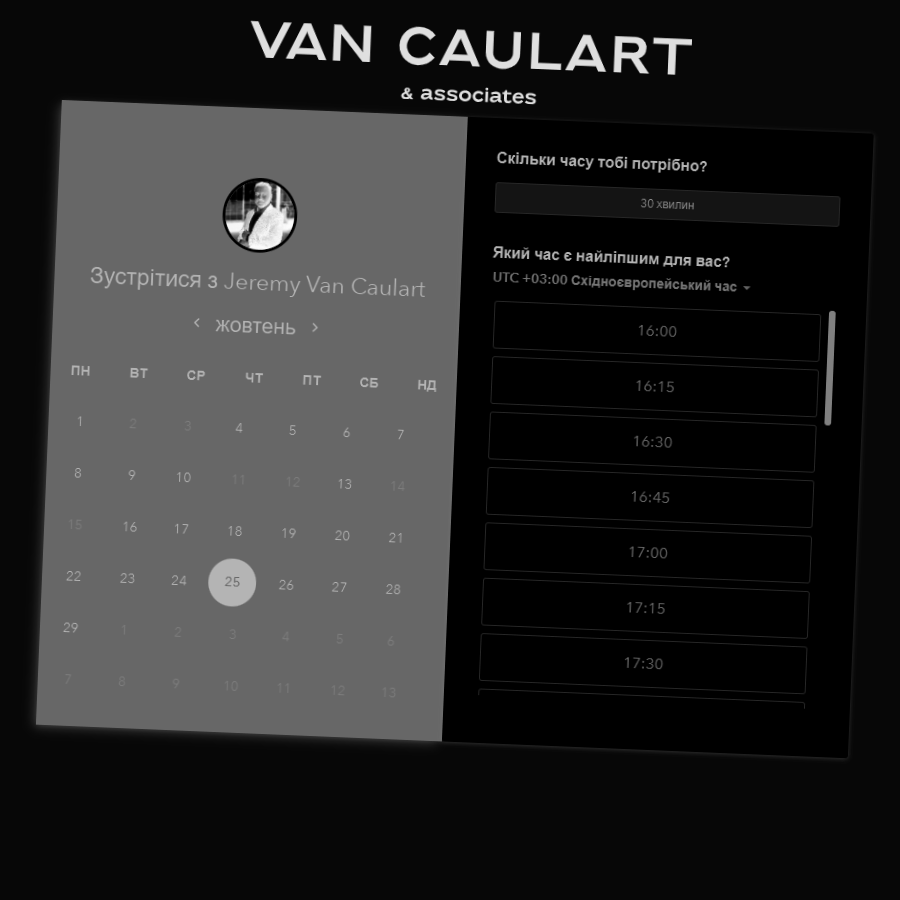 VAN CAULART
& associates
Зустрітися з Jeremy Van Caulart
жовтень
ПН ВТ СР ЧТ ПТ СБ НД
1 2 3 4 5 6 7
8 9 10 11 12 13 14
15 16 17 18 19 20 21
22 23 24 25 26 27 28
29 1 2 3 4 5 6
7 8 9 10 11 12 13
Скільки часу тобі потрібно?
30 хвилин
Який час є найліпшим для вас?
UTC +03:00 Східноєвропейський час
16:00
16:15
16:30
16:45
17:00
17:15
17:30